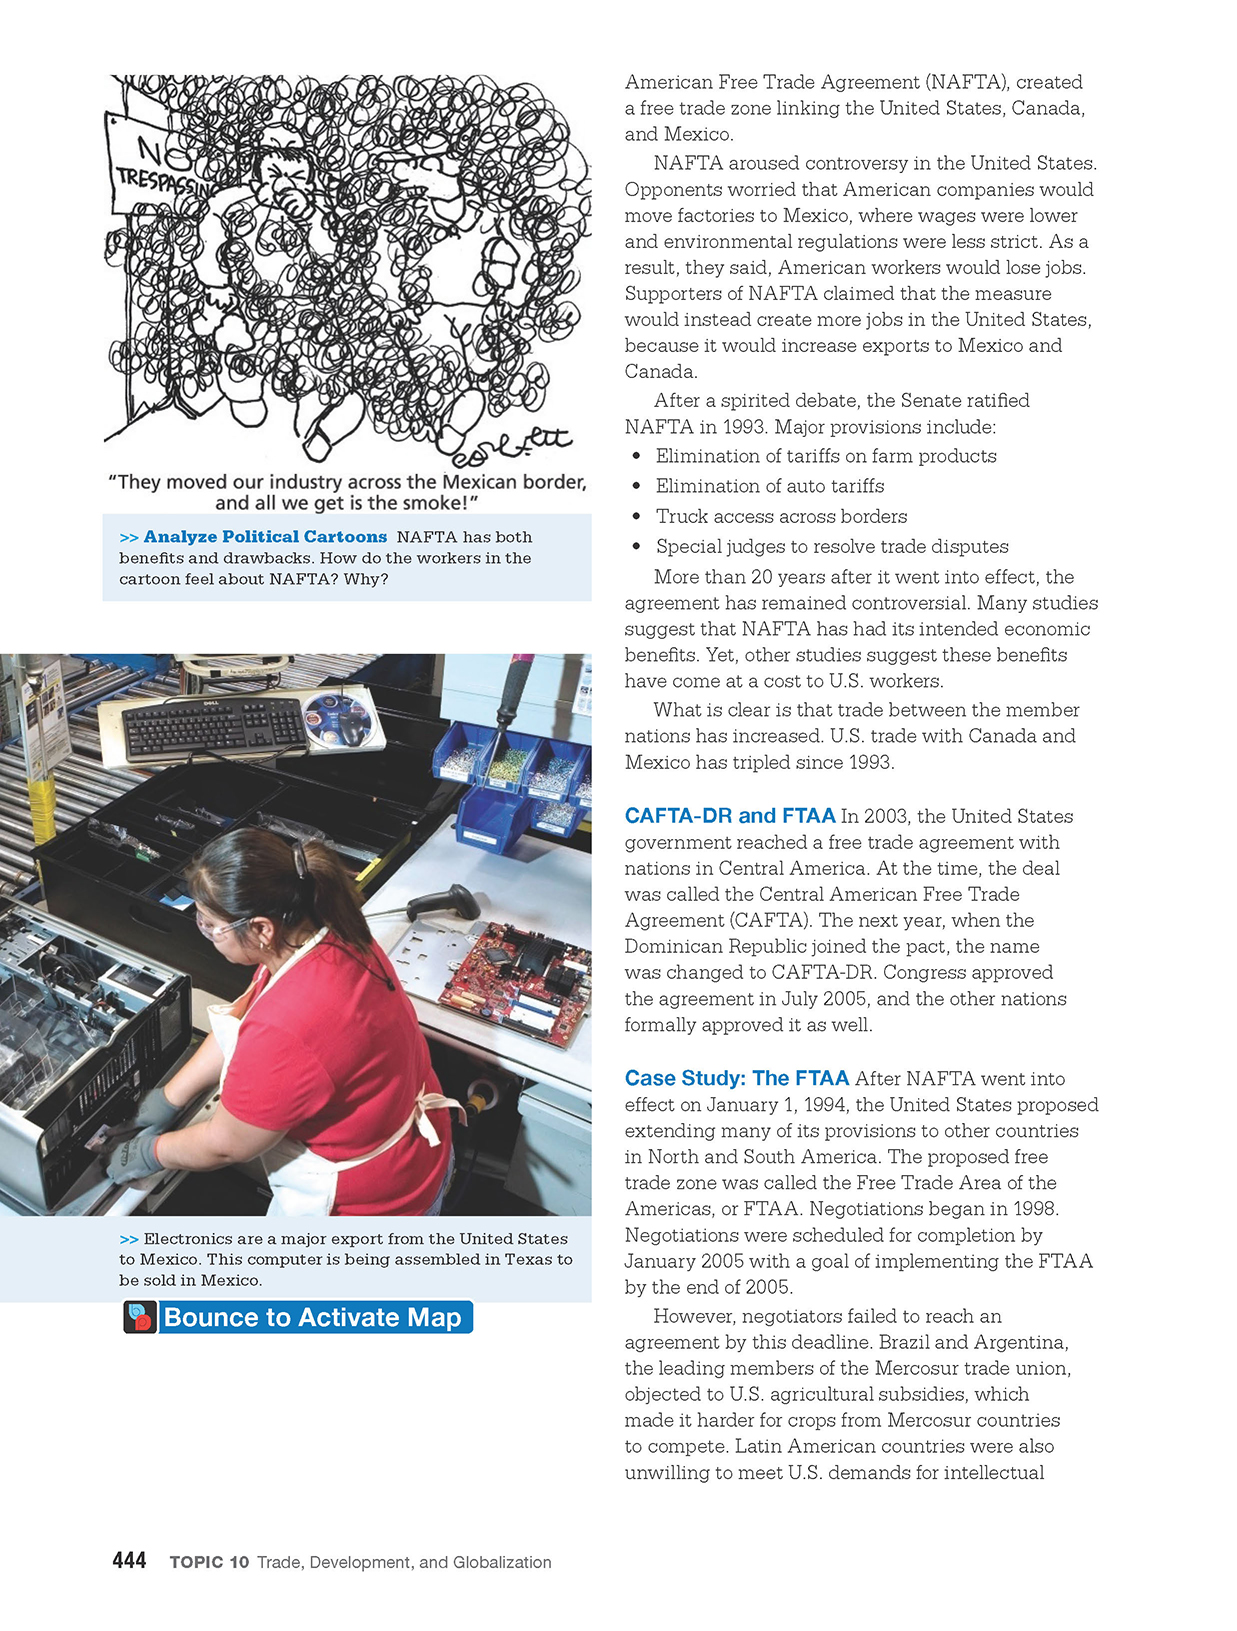 NO
TRESPASSING
"They moved our industry across the Mexican border,
and all we get is the smoke!"
>> Analyze Political Cartoons NAFTA has both
benefits and drawbacks. How do the workers in the
cartoon feel about NAFTA? Why?
DELL
>> Electronics are a major export from the United States
to Mexico. This computer is being assembled in Texas to
be sold in Mexico.
Bounce to Activate Map
American Free Trade Agreement (NAFTA), created
a free trade zone linking the United States, Canada,
and Mexico.
NAFTA aroused controversy in the United States.
Opponents worried that American companies would
move factories to Mexico, where wages were lower
and environmental regulations were less strict. As a
result, they said, American workers would lose jobs.
Supporters of NAFTA claimed that the measure
would instead create more jobs in the United States,
because it would increase exports to Mexico and
Canada.
After a spirited debate, the Senate ratified
NAFTA in 1993. Major provisions include:
• Elimination of tariffs on farm products
• Elimination of auto tariffs
• Truck access across borders
• Special judges to resolve trade disputes
More than 20 years after it went into effect, the
agreement has remained controversial. Many studies
suggest that NAFTA has had its intended economic
benefits. Yet, other studies suggest these benefits
have come at a cost to U.S. workers.
What is clear is that trade between the member
nations has increased. U.S. trade with Canada and
Mexico has tripled since 1993.
CAFTA-DR and FTAA In 2003, the United States
government reached a free trade agreement with
nations in Central America. At the time, the deal
was called the Central American Free Trade
Agreement (CAFTA). The next year, when the
Dominican Republic joined the pact, the name
was changed to CAFTA-DR. Congress approved
the agreement in July 2005, and the other nations
formally approved it as well.
Case Study: The FTAA After NAFTA went into
effect on January 1, 1994, the United States proposed
extending many of its provisions to other countries
in North and South America. The proposed free
trade zone was called the Free Trade Area of the
Americas, or FTAA. Negotiations began in 1998.
Negotiations were scheduled for completion by
January 2005 with a goal of implementing the FTAA
by the end of 2005.
However, negotiators failed to reach an
agreement by this deadline. Brazil and Argentina,
the leading members of the Mercosur trade union,
objected to U.S. agricultural subsidies, which
made it harder for crops from Mercosur countries
to compete. Latin American countries were also
unwilling to meet U.S. demands for intellectual
444 TOPIC 10 Trade, Development, and Globalization